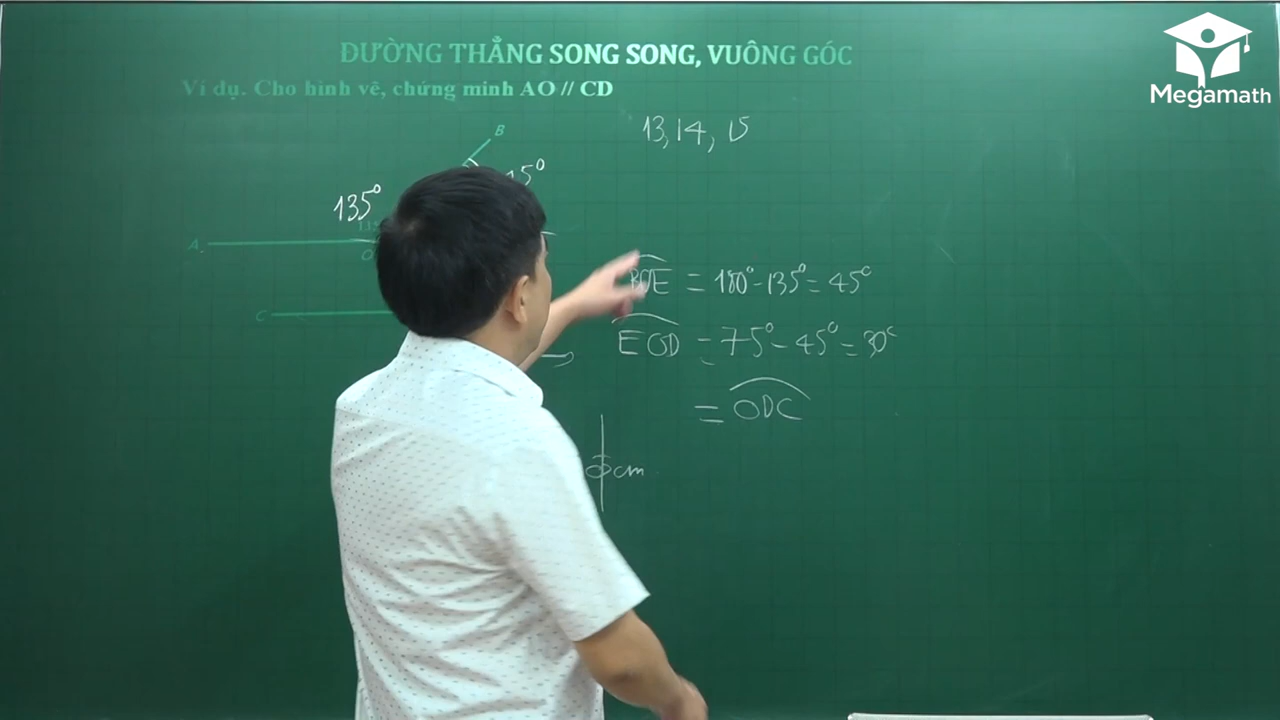 ĐƯỜNG THẲNG SONG SONG, VUÔNG GÓC
Ví dụ. Cho hình vẽ, chứng minh AO // CD
Megamath
13, 14, 15
B
5°
135°
A
O
C
BOE = 180° - 135° = 45°
EOD = 75° - 45° = 30°
= ODC
cm